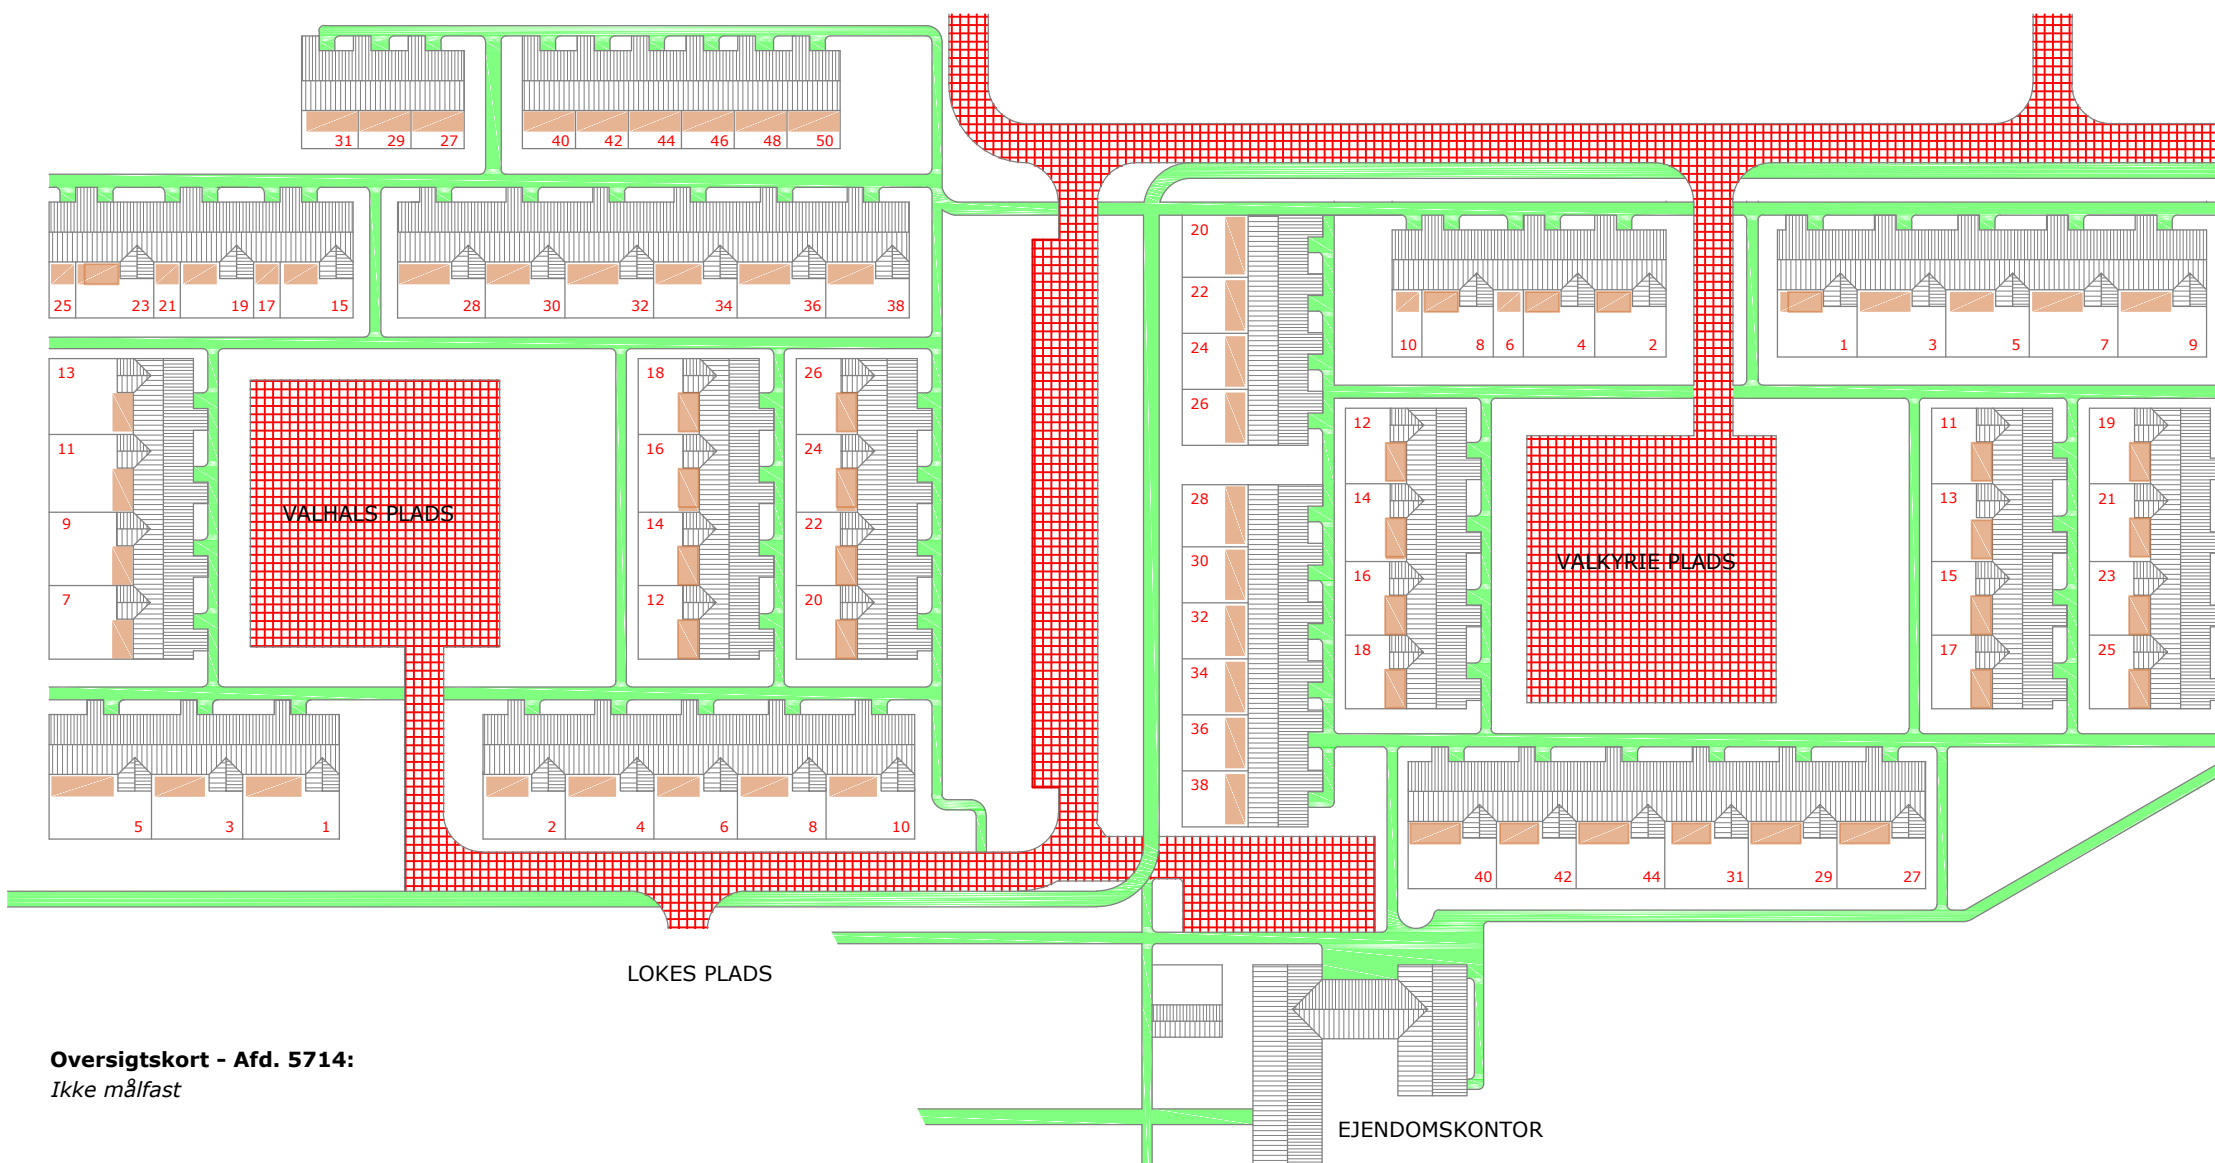 31 29 27 40 42 44 46 48 50
20
22
24
26
25 23 21 19 17 15 28 30 32 34 36 38
10 8 6 4 2 1 3 5 7 9
13 18 26
11 16 24
9 14 22
7 12 20
VALHALS PLADS
12 11 19
14 13 21
16 15 23
18 17 25
VALKYRIE PLADS
28
30
32
34
36
38
5 3 1 2 4 6 8 10
40 42 44 31 29 27
LOKES PLADS
Oversigtskort - Afd. 5714:
Ikke målfast
EJENDOMSKONTOR